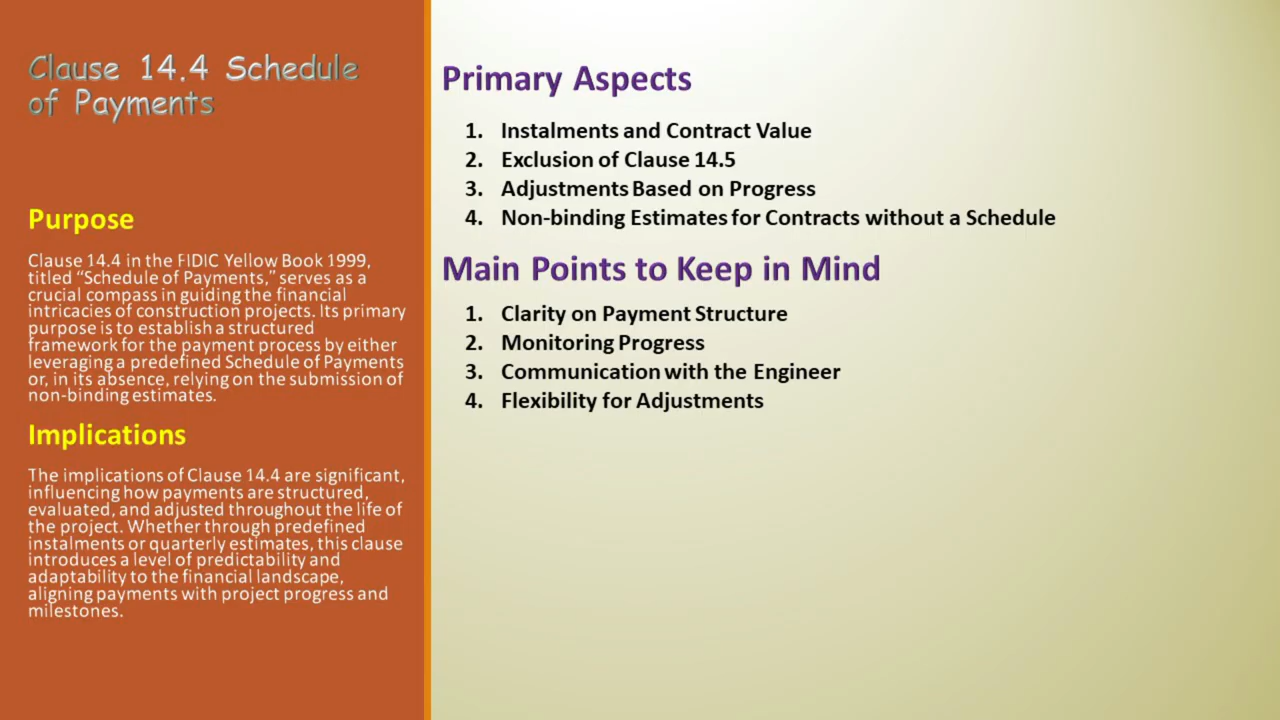 Clause 14.4 Schedule
of Payments
Purpose
Clause 14.4 in the FIDIC Yellow Book 1999,
titled “Schedule of Payments,” serves as a
crucial compass in guiding the financial
intricacies of construction projects. Its primary
purpose is to establish a structured
framework for the payment process by either
leveraging a predefined Schedule of Payments
or, in its absence, relying on the submission of
non-binding estimates.
Implications
The implications of Clause 14.4 are significant,
influencing how payments are structured,
evaluated, and adjusted throughout the life of
the project. Whether through predefined
instalments or quarterly estimates, this clause
introduces a level of predictability and
adaptability to the financial landscape,
aligning payments with project progress and
milestones.
Primary Aspects
1. Instalments and Contract Value
2. Exclusion of Clause 14.5
3. Adjustments Based on Progress
4. Non-binding Estimates for Contracts without a Schedule
Main Points to Keep in Mind
1. Clarity on Payment Structure
2. Monitoring Progress
3. Communication with the Engineer
4. Flexibility for Adjustments